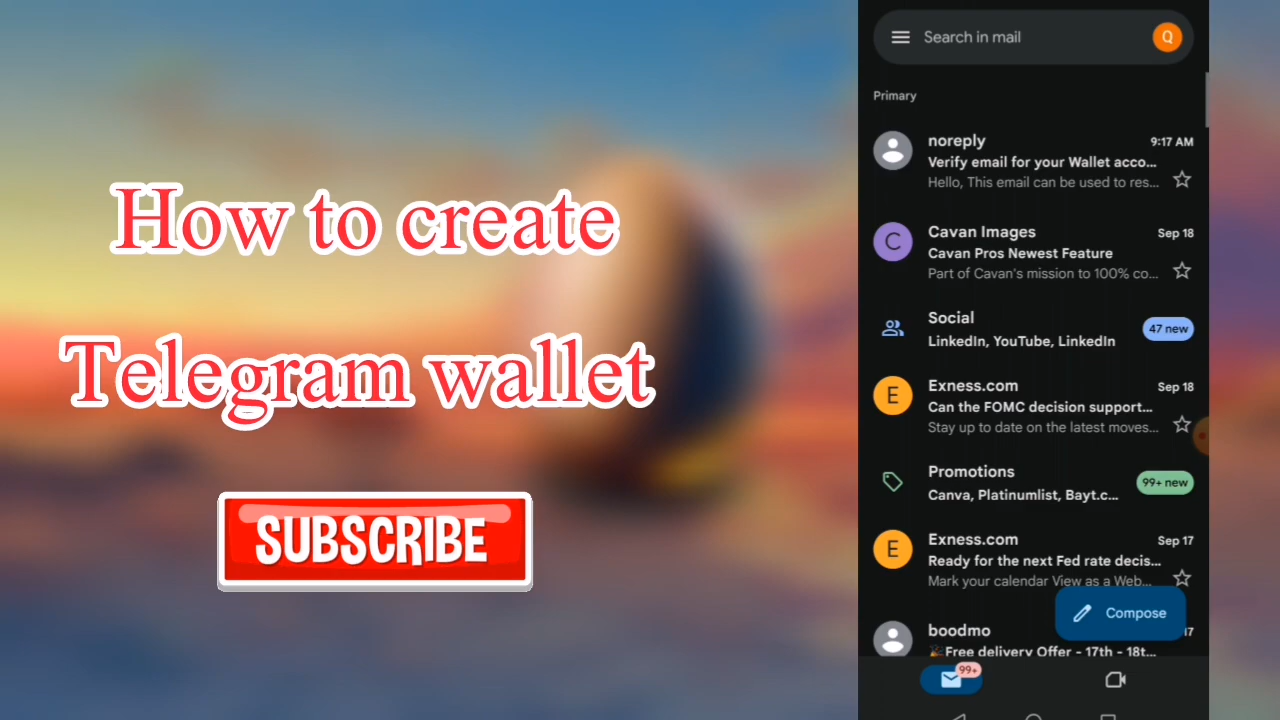 How to create
Telegram wallet
SUBSCRIBE
Search in mail
Q
Primary
noreply
9:17 AM
Verify email for your Wallet acco...
Hello, This email can be used to res...
C
Cavan Images
Sep 18
Cavan Pros Newest Feature
Part of Cavan's mission to 100% co...
Social
47 new
LinkedIn, YouTube, LinkedIn
E
Exness.com
Sep 18
Can the FOMC decision support...
Stay up to date on the latest moves...
Promotions
99+ new
Canva, Platinumlist, Bayt.c...
E
Exness.com
Sep 17
Ready for the next Fed rate decis...
Mark your calendar View as a Web...
Compose
boodmo
17
🎉Free delivery Offer - 17th - 18t...
99+